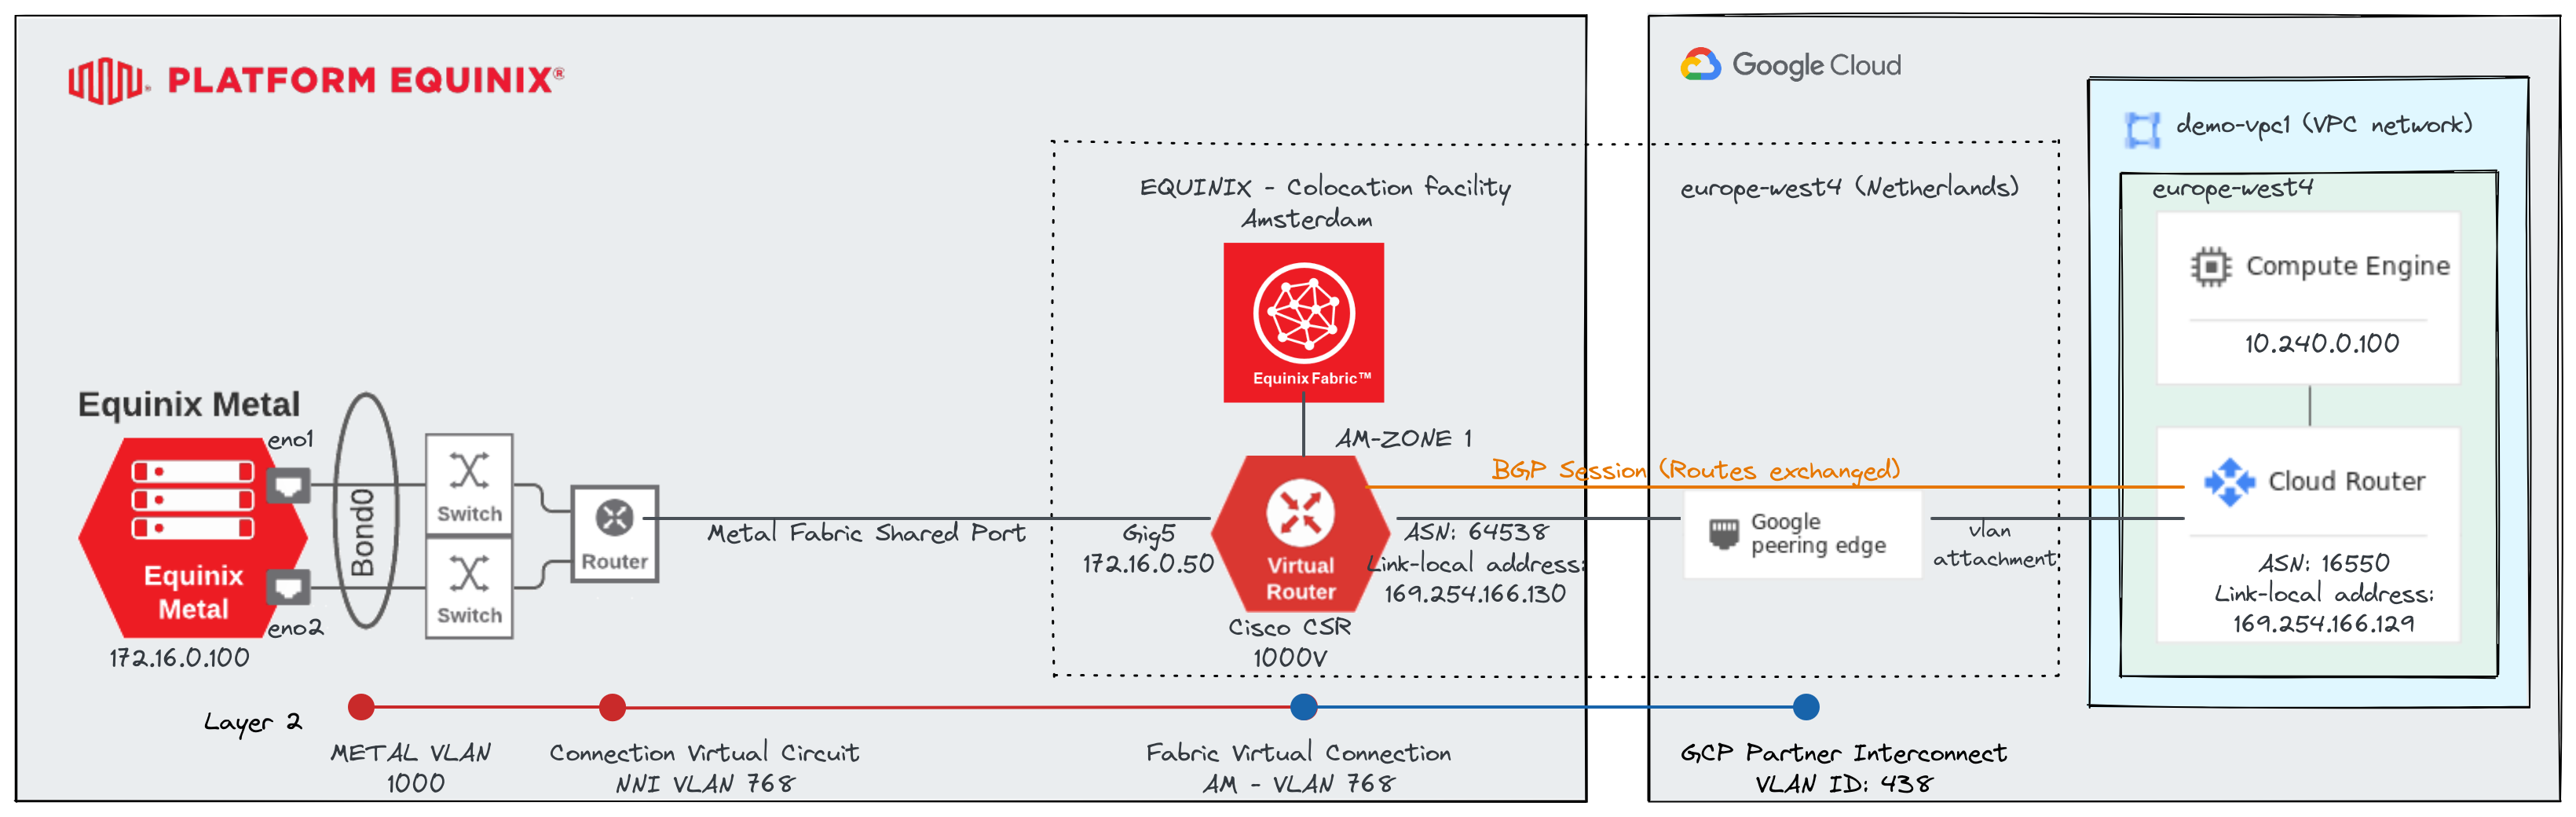 PLATFORM EQUINIX®
Google Cloud
demo-vpc1 (VPC network)
EQUINIX - Colocation facility
Amsterdam
europe-west4 (Netherlands)
europe-west4
Compute Engine
10.240.0.100
Equinix Fabric™
AM-ZONE 1
Equinix Metal
eno1
Bond0
Switch
Switch
Router
Equinix
Metal
eno2
172.16.0.100
Metal Fabric Shared Port
Gig5
172.16.0.50
Virtual
Router
Cisco CSR
1000V
BGP Session (Routes exchanged)
ASN: 64538
Link-local address:
169.254.166.130
Google
peering edge
vlan
attachment
Cloud Router
ASN: 16550
Link-local address:
169.254.166.129
Layer 2
METAL VLAN
1000
Connection Virtual Circuit
NNI VLAN 768
Fabric Virtual Connection
AM - VLAN 768
GCP Partner Interconnect
VLAN ID: 438